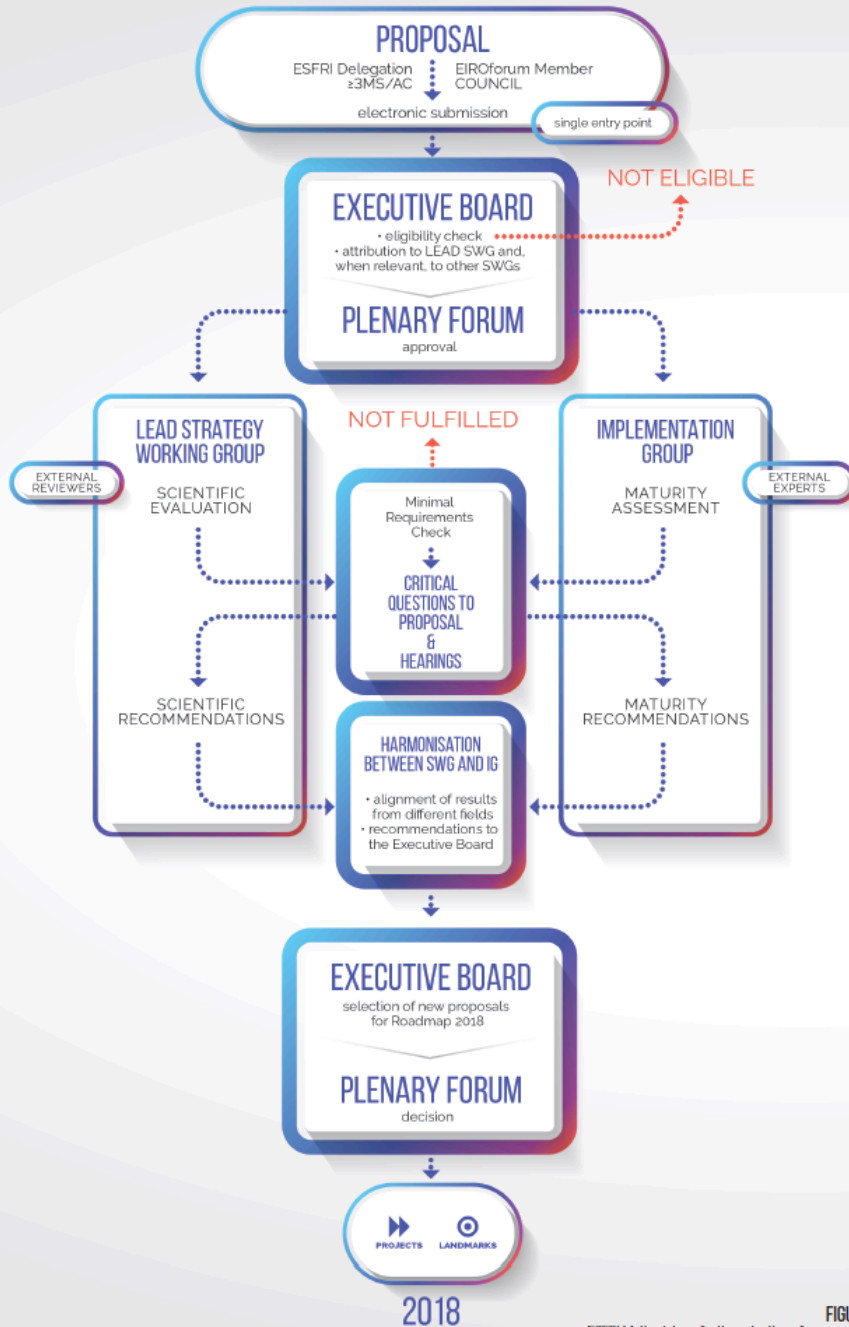 PROPOSAL
ESFRI Delegation
≥3MS/AC
EIROforum Member
COUNCIL
electronic submission
single entry point
NOT ELIGIBLE
EXECUTIVE BOARD
• eligibility check
• attribution to LEAD SWG and,
when relevant, to other SWGs
PLENARY FORUM
approval
LEAD STRATEGY
WORKING GROUP
EXTERNAL
REVIEWERS
SCIENTIFIC
EVALUATION
NOT FULFILLED
Minimal
Requirements
Check
CRITICAL
QUESTIONS TO
PROPOSAL
&
HEARINGS
IMPLEMENTATION
GROUP
EXTERNAL
EXPERTS
MATURITY
ASSESSMENT
SCIENTIFIC
RECOMMENDATIONS
MATURITY
RECOMMENDATIONS
HARMONISATION
BETWEEN SWG AND IG
• alignment of results
from different fields
• recommendations to
the Executive Board
EXECUTIVE BOARD
selection of new proposals
for Roadmap 2018
PLENARY FORUM
decision
PROJECTS
LANDMARKS
2018